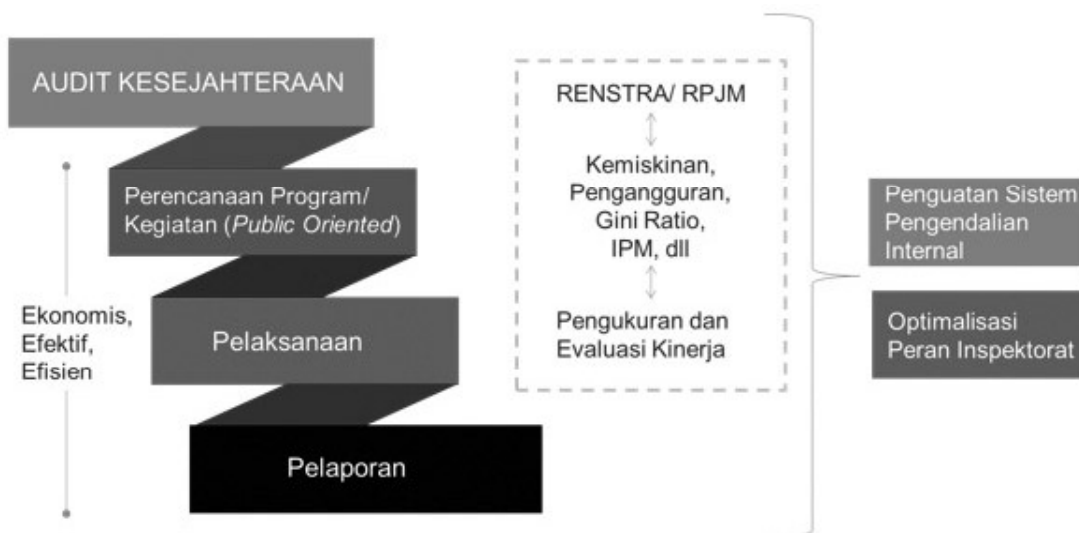 AUDIT KESEJAHTERAAN
Perencanaan Program/
Kegiatan (Public Oriented)
Ekonomis,
Efektif,
Efisien
Pelaksanaan
Pelaporan
RENSTRA/ RPJM
Kemiskinan,
Pengangguran,
Gini Ratio,
IPM, dll
Pengukuran dan
Evaluasi Kinerja
Penguatan Sistem
Pengendalian
Internal
Optimalisasi
Peran Inspektorat